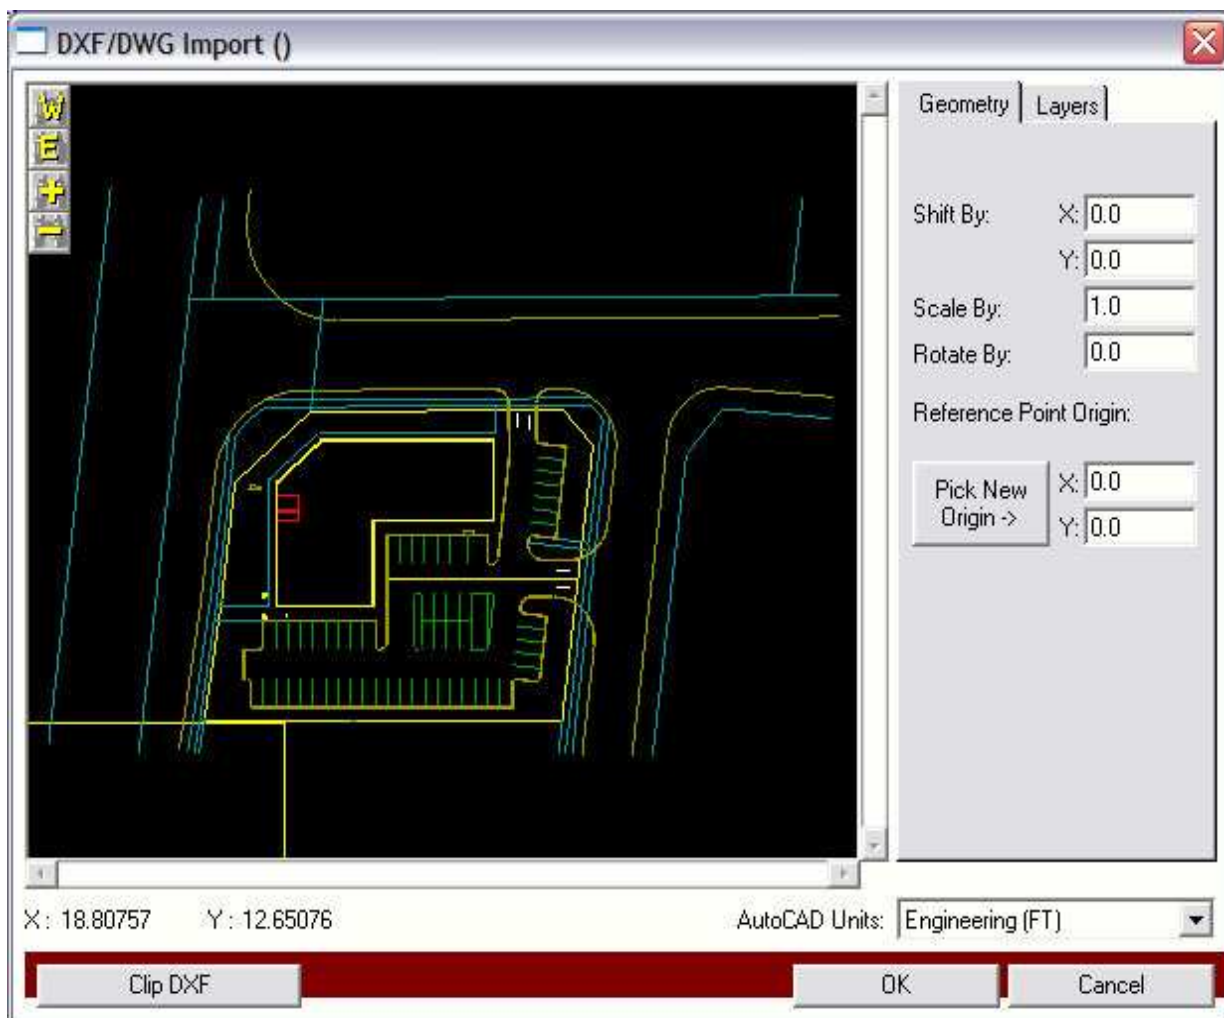 DXF/DWG Import ()
W
E
+
−
Geometry
Layers
Shift By: X: 0.0
Y: 0.0
Scale By: 1.0
Rotate By: 0.0
Reference Point Origin:
Pick New
Origin ->
X: 0.0
Y: 0.0
X : 18.80757 Y : 12.65076 AutoCAD Units: Engineering (FT)
Clip DXF OK Cancel